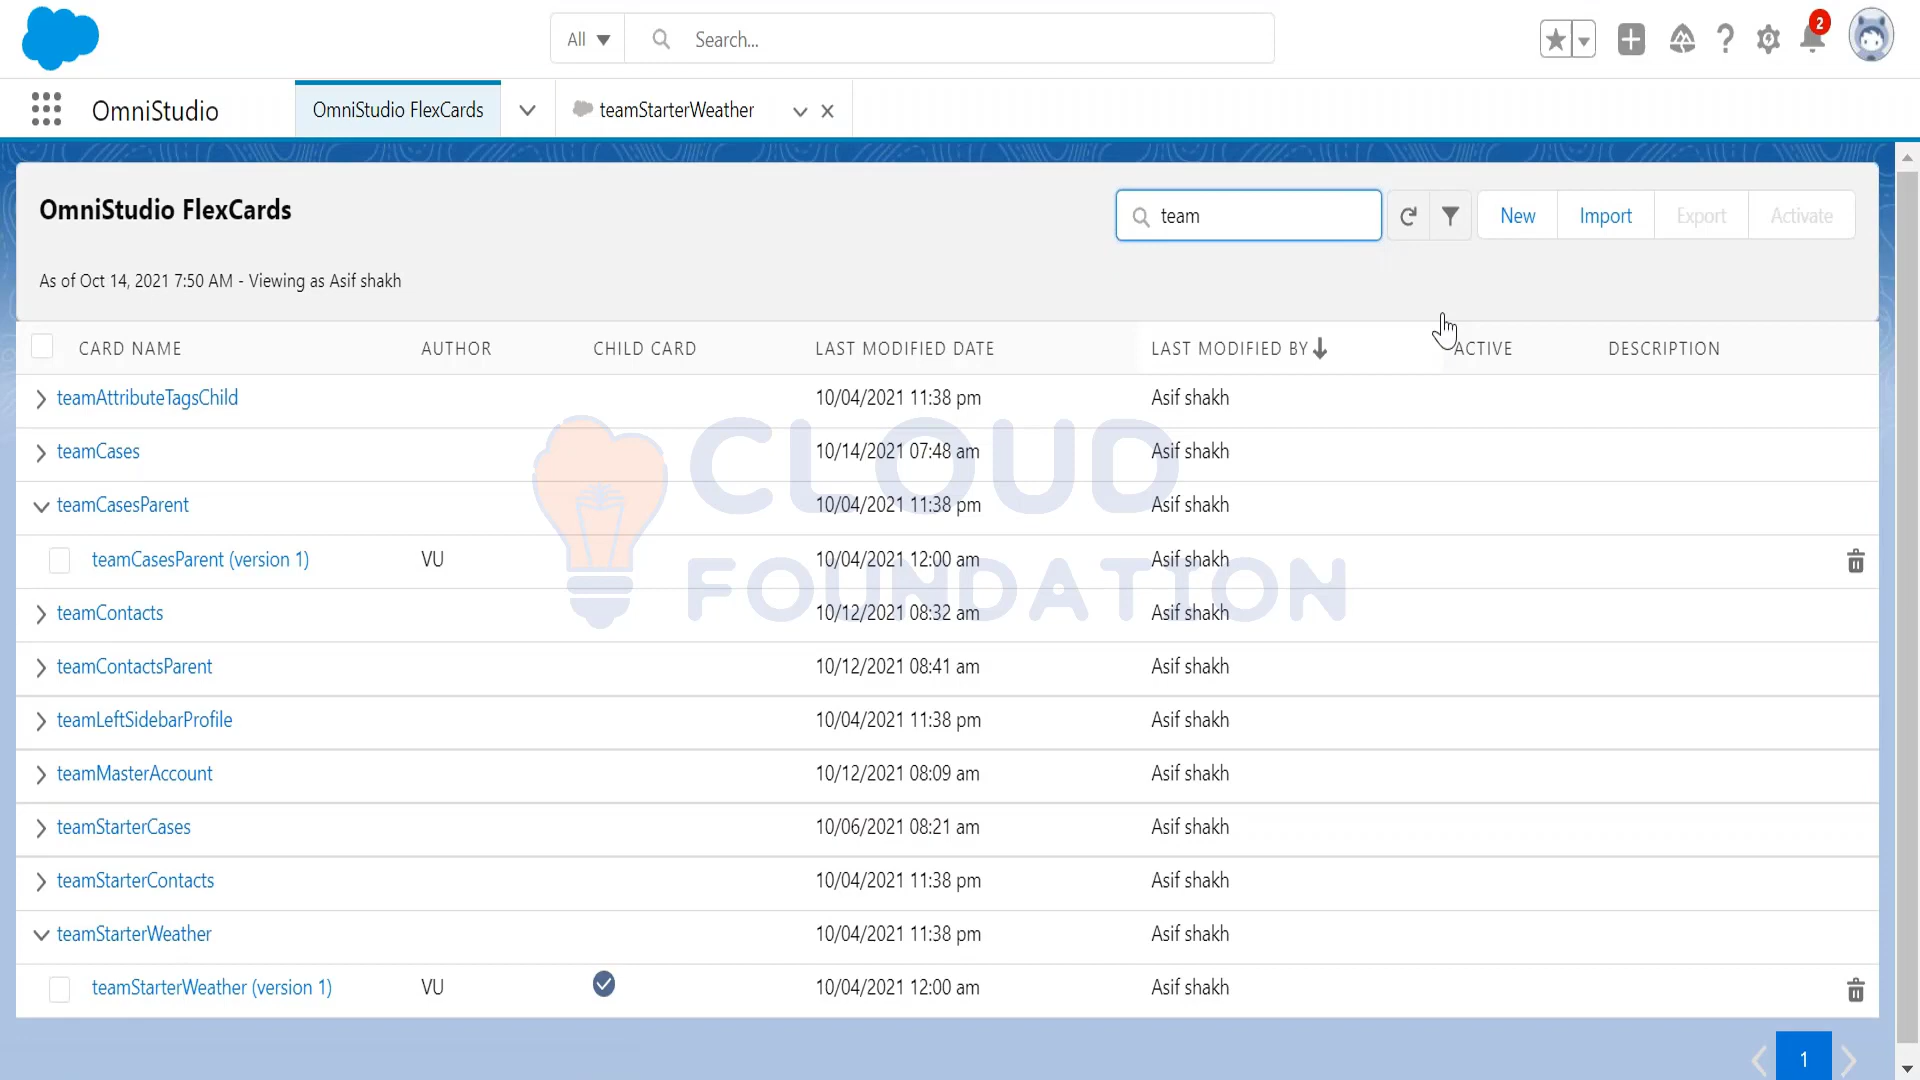 All
Search...
2
OmniStudio
OmniStudio FlexCards
teamStarterWeather
OmniStudio FlexCards
team
New
Import
Export
Activate
As of Oct 14, 2021 7:50 AM - Viewing as Asif shakh
CARD NAME AUTHOR CHILD CARD LAST MODIFIED DATE LAST MODIFIED BY ACTIVE DESCRIPTION
teamAttributeTagsChild 10/04/2021 11:38 pm Asif shakh
teamCases 10/14/2021 07:48 am Asif shakh
CLOUD
teamCasesParent 10/04/2021 11:38 pm Asif shakh
teamCasesParent (version 1) VU 10/04/2021 12:00 am Asif shakh
FOUNDATION
teamContacts 10/12/2021 08:32 am Asif shakh
teamContactsParent 10/12/2021 08:41 am Asif shakh
teamLeftSidebarProfile 10/04/2021 11:38 pm Asif shakh
teamMasterAccount 10/12/2021 08:09 am Asif shakh
teamStarterCases 10/06/2021 08:21 am Asif shakh
teamStarterContacts 10/04/2021 11:38 pm Asif shakh
teamStarterWeather 10/04/2021 11:38 pm Asif shakh
teamStarterWeather (version 1) VU 10/04/2021 12:00 am Asif shakh
1